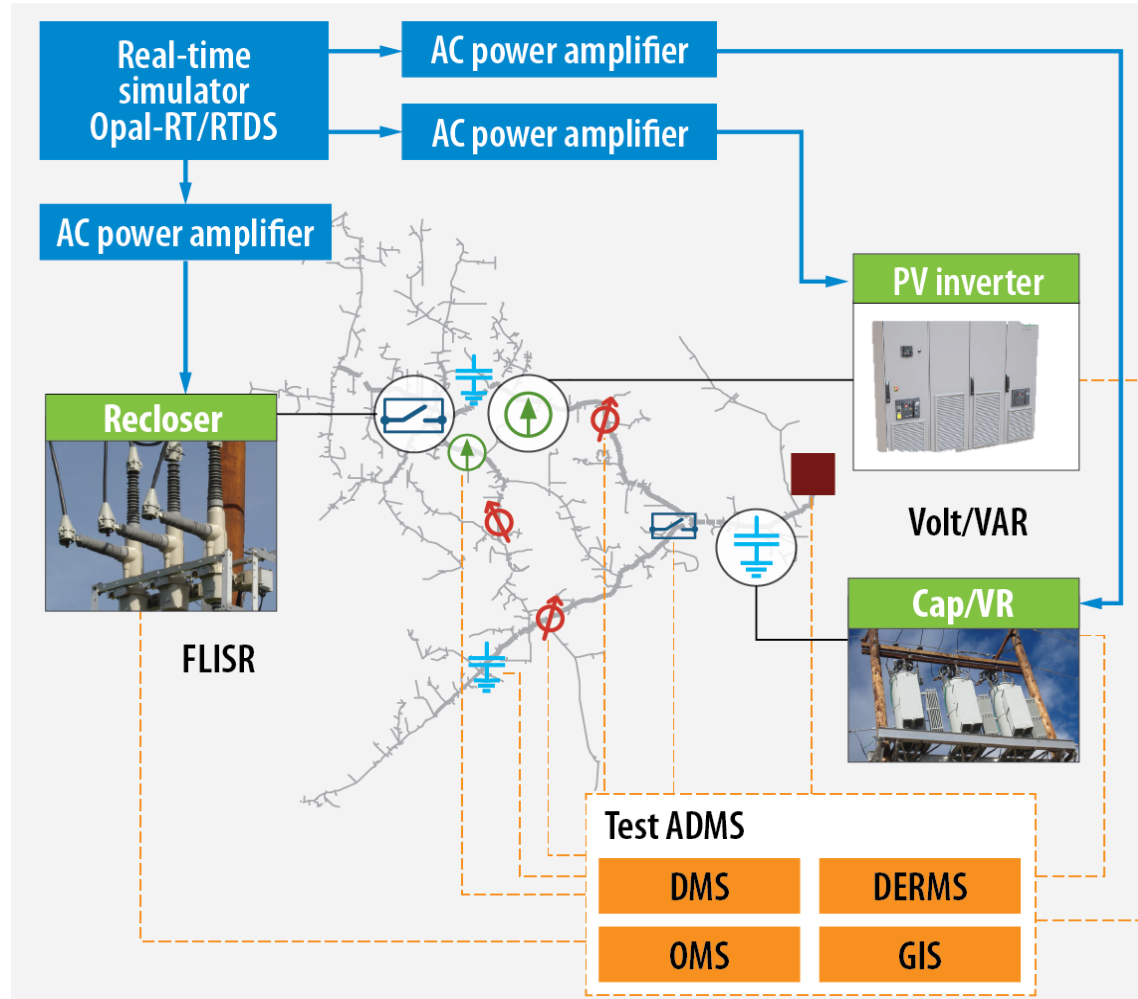 Real-time
simulator
Opal-RT/RTDS
AC power amplifier
AC power amplifier
AC power amplifier
PV inverter
Recloser
Volt/VAR
Cap/VR
FLISR
Test ADMS
DMS
DERMS
OMS
GIS